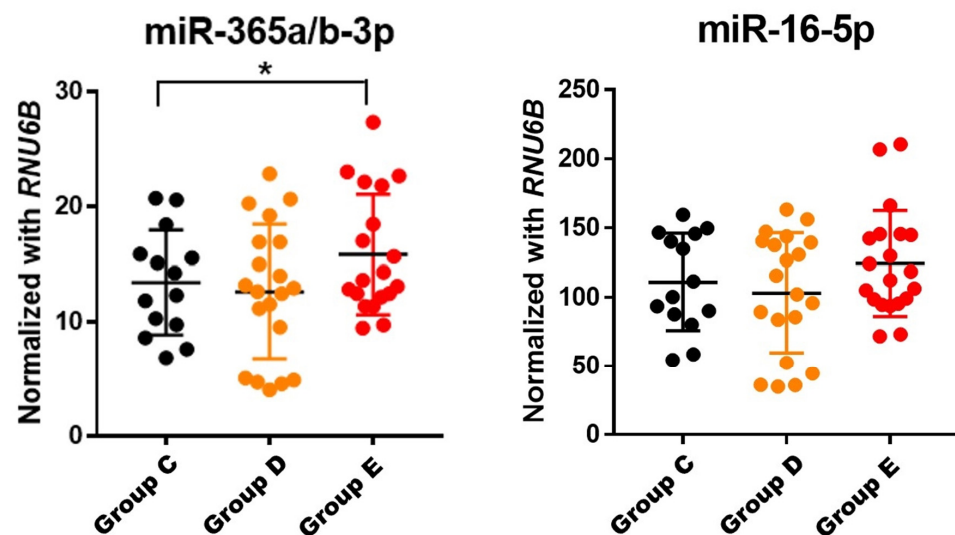 miR-365a/b-3p
*
Normalized with RNU6B
30
20
10
0
Group C
Group D
Group E
miR-16-5p
Normalized with RNU6B
250
200
150
100
50
0
Group C
Group D
Group E